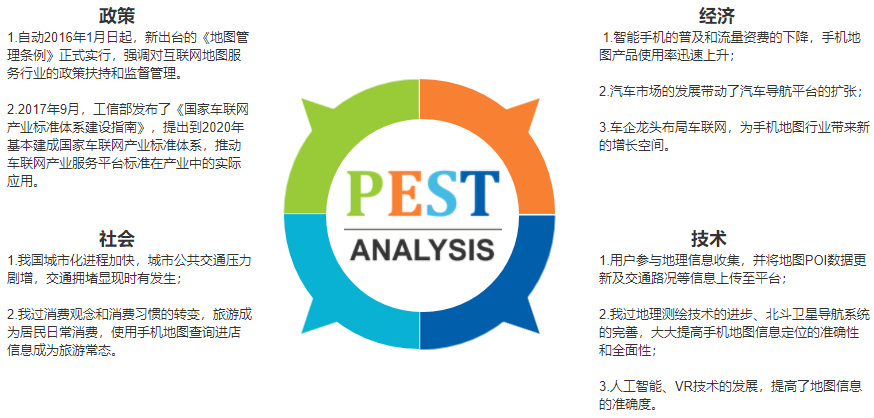 政策
1.自动2016年1月日起，新出台的《地图管
理条例》正式实行，强调对互联网地图服
务行业的政策扶持和监督管理。
2.2017年9月，工信部发布了《国家车联网
产业标准体系建设指南》，提出到2020年
基本建成国家车联网产业标准体系，推动
车联网产业服务平台标准在产业中的实际
应用。
经济
1.智能手机的普及和流量资费的下降，手机地
图产品使用率迅速上升；
2.汽车市场的发展带动了汽车导航平台的扩张；
3.车企龙头布局车联网，为手机地图行业带来新
的增长空间。
PEST
ANALYSIS
社会
1.我国城市化进程加快，城市公共交通压力
剧增，交通拥堵显现时有发生；
2.我过消费观念和消费习惯的转变，旅游成
为居民日常消费，使用手机地图查询进店
信息成为旅游常态。
技术
1.用户参与地理信息收集，并将地图POI数据更
新及交通路况等信息上传至平台；
2.我过地理测绘技术的进步、北斗卫星导航系统
的完善，大大提高手机地图信息定位的准确性
和全面性；
3.人工智能、VR技术的发展，提高了地图信息
的准确度。